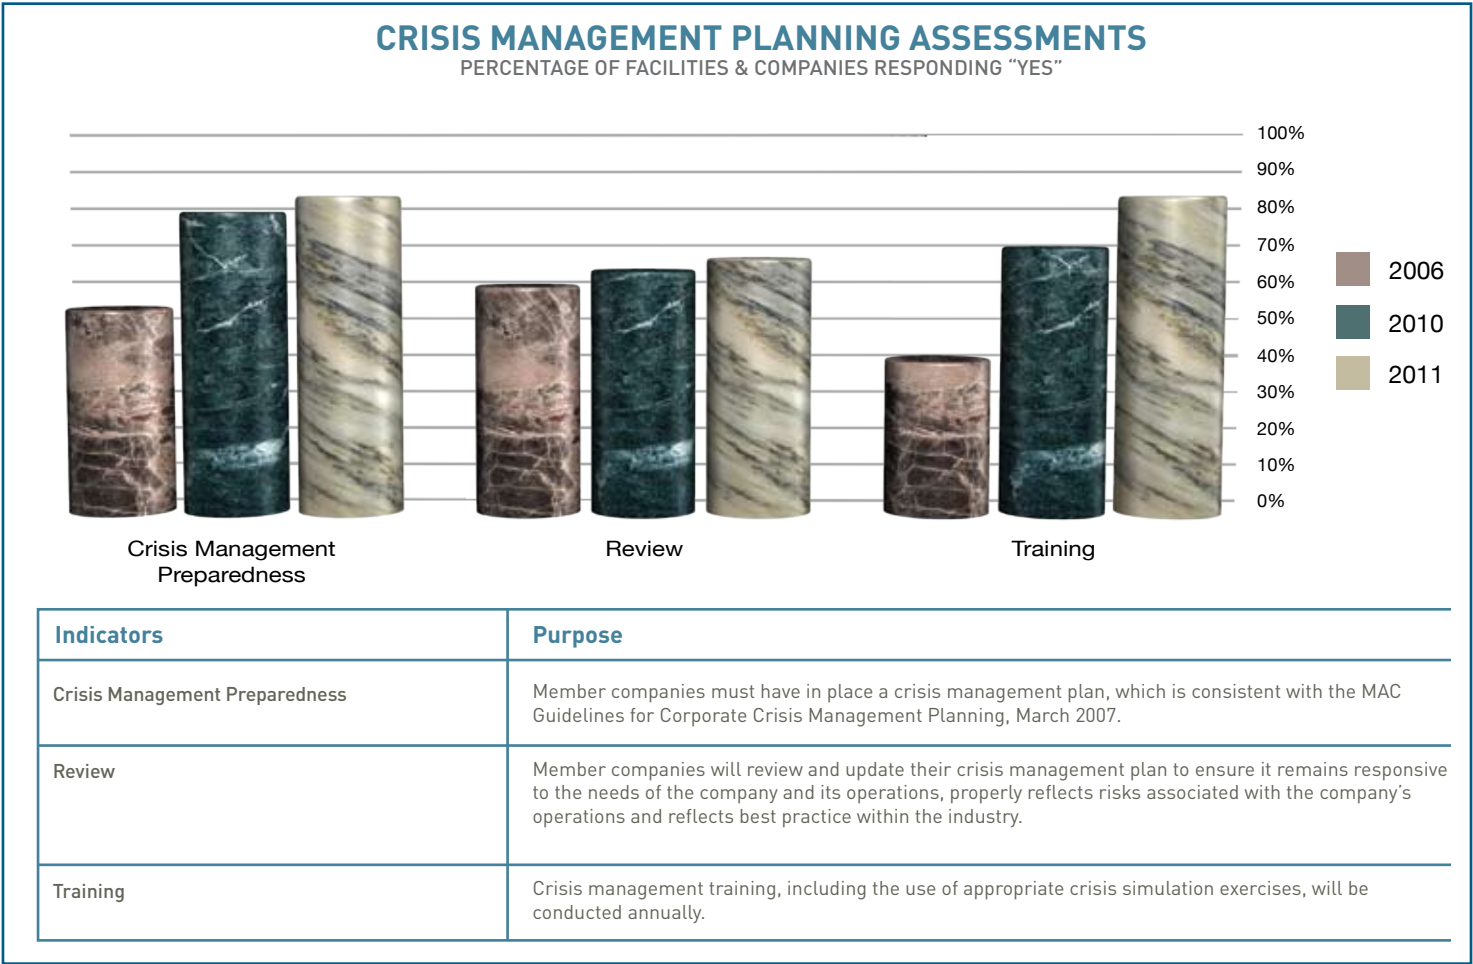 CRISIS MANAGEMENT PLANNING ASSESSMENTS
PERCENTAGE OF FACILITIES & COMPANIES RESPONDING “YES”
100%
90%
80%
70%
60%
50%
40%
30%
20%
10%
0%
2006
2010
2011
Crisis Management
Preparedness
Review
Training
Indicators
Purpose
Crisis Management Preparedness
Member companies must have in place a crisis management plan, which is consistent with the MAC
Guidelines for Corporate Crisis Management Planning, March 2007.
Review
Member companies will review and update their crisis management plan to ensure it remains responsive
to the needs of the company and its operations, properly reflects risks associated with the company’s
operations and reflects best practice within the industry.
Training
Crisis management training, including the use of appropriate crisis simulation exercises, will be
conducted annually.